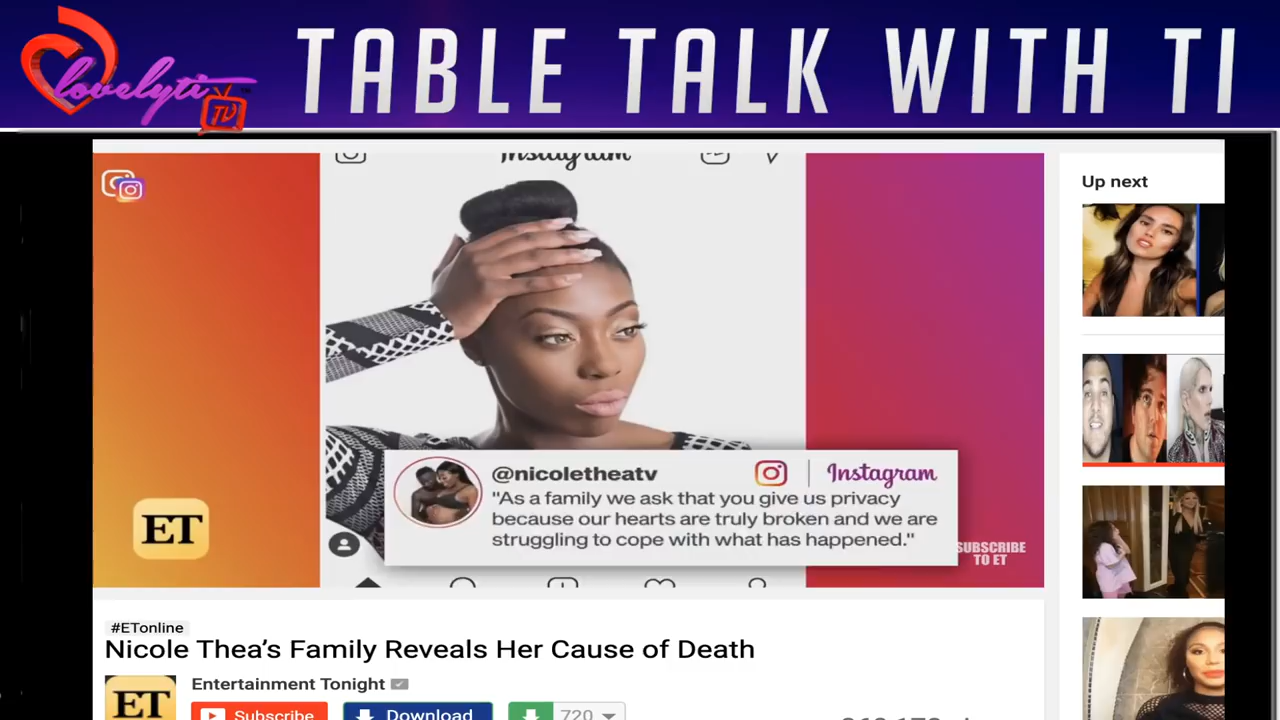 lovelyti
TV
TABLE TALK WITH TI
Instagram
Up next
@nicoletheatv
Instagram
"As a family we ask that you give us privacy
because our hearts are truly broken and we are
struggling to cope with what has happened."
ET
SUBSCRIBE
TO ET
#ETonline
Nicole Thea's Family Reveals Her Cause of Death
ET
Entertainment Tonight
Subscribe
Download
720